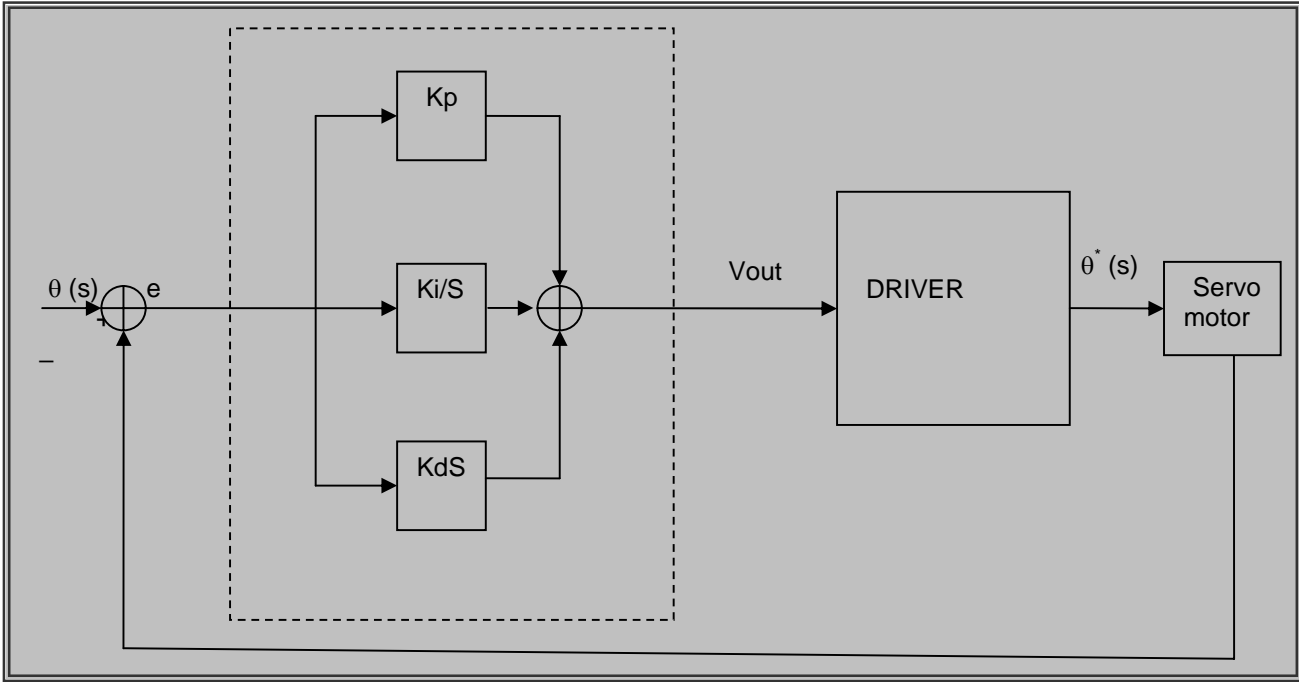 Kp
θ (s)
+
−
e
Ki/S
KdS
Vout
DRIVER
θ* (s)
Servo
motor